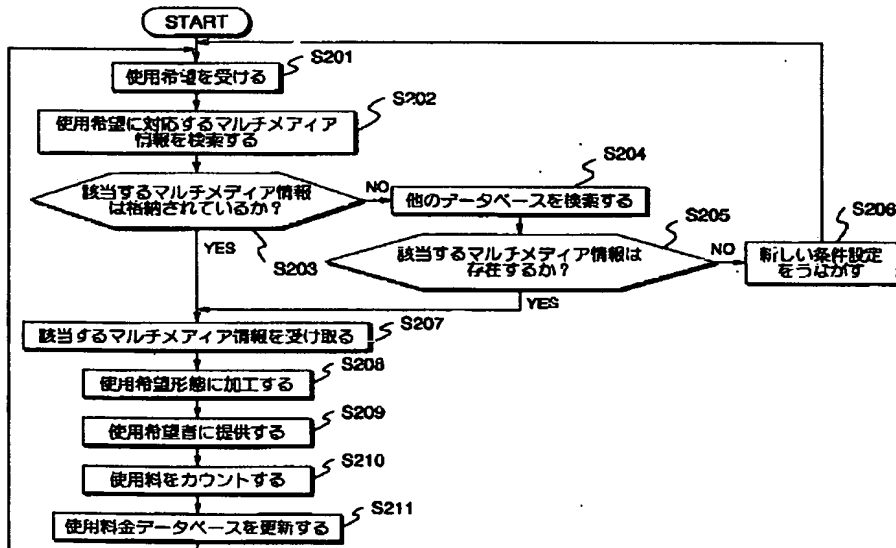 START
使用希望を受ける
S201
使用希望に対応するマルチメディア
情報を検索する
S202
該当するマルチメディア情報
は格納されているか？
NO
YES
S203
他のデータベースを検索する
S204
該当するマルチメディア情報は
存在するか？
S205
NO
YES
新しい条件設定
をうながす
S206
該当するマルチメディア情報を受け取る
S207
使用希望形態に加工する
S208
使用希望者に提供する
S209
使用料をカウントする
S210
使用料金データベースを更新する
S211